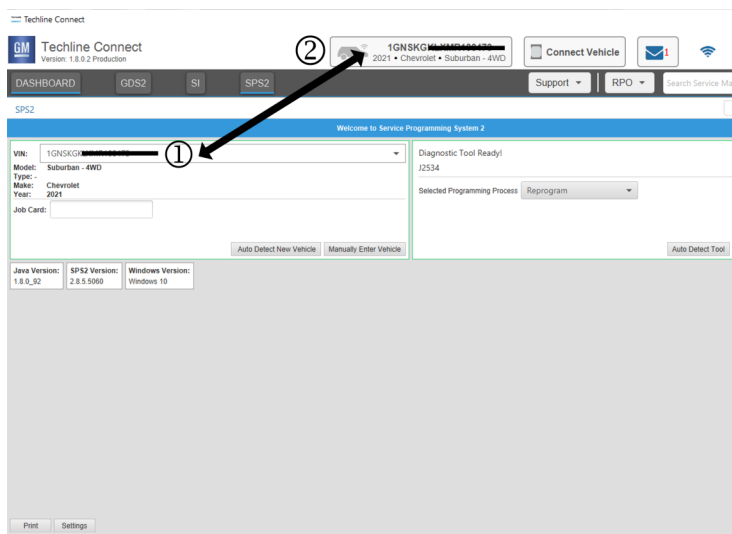 Techline Connect
GM
Techline Connect
Version: 1.8.0.2 Production
②
1GNSKG
2021 • Chevrolet • Suburban - 4WD
Connect Vehicle
1
DASHBOARD GDS2 SI SPS2 Support RPO Search Service Ma
SPS2
Welcome to Service Programming System 2
VIN: 1GNSKGK
①
Model: Suburban - 4WD
Type: -
Make: Chevrolet
Year: 2021
Job Card:
Auto Detect New Vehicle Manually Enter Vehicle
Diagnostic Tool Ready!
J2534
Selected Programming Process Reprogram
Auto Detect Tool
Java Version: SPS2 Version: Windows Version:
1.8.0_92 2.8.5.5060 Windows 10
Print Settings